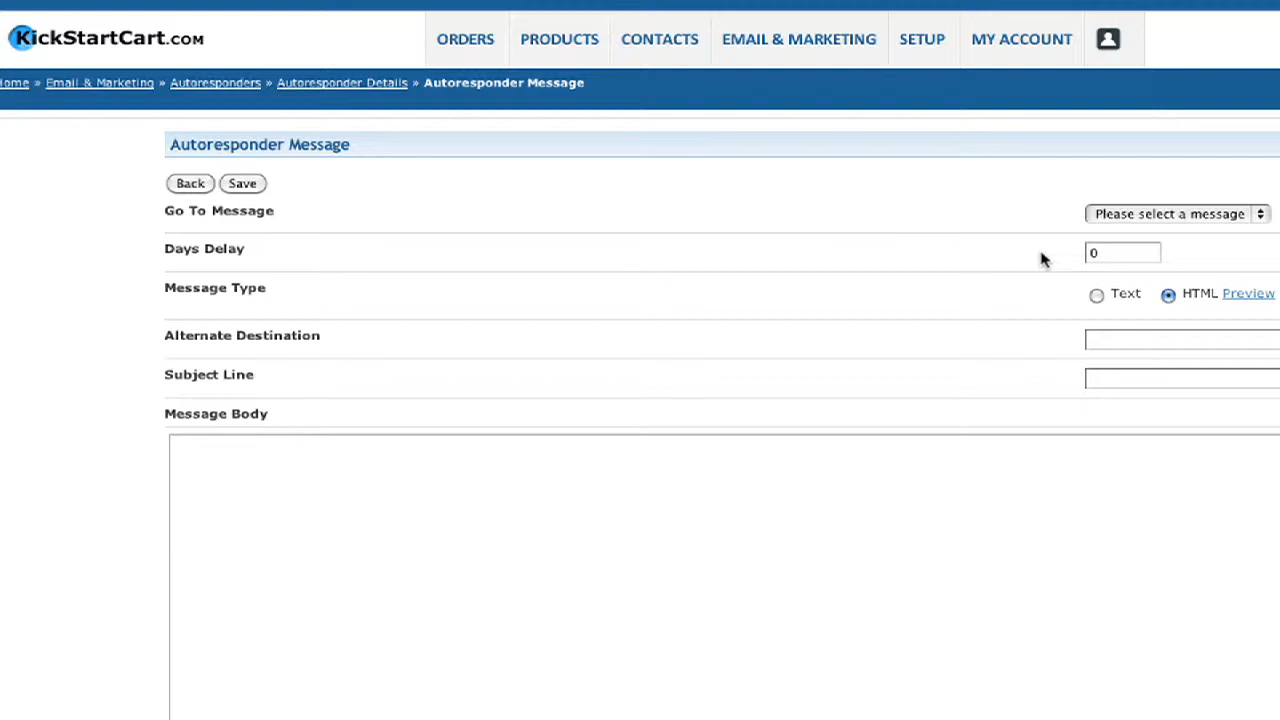 KickStartCart.com
ORDERS PRODUCTS CONTACTS EMAIL & MARKETING SETUP MY ACCOUNT
Home » Email & Marketing » Autoresponders » Autoresponder Details » Autoresponder Message
Autoresponder Message
Back Save
Go To Message Please select a message
Days Delay 0
Message Type Text HTML Preview
Alternate Destination
Subject Line
Message Body